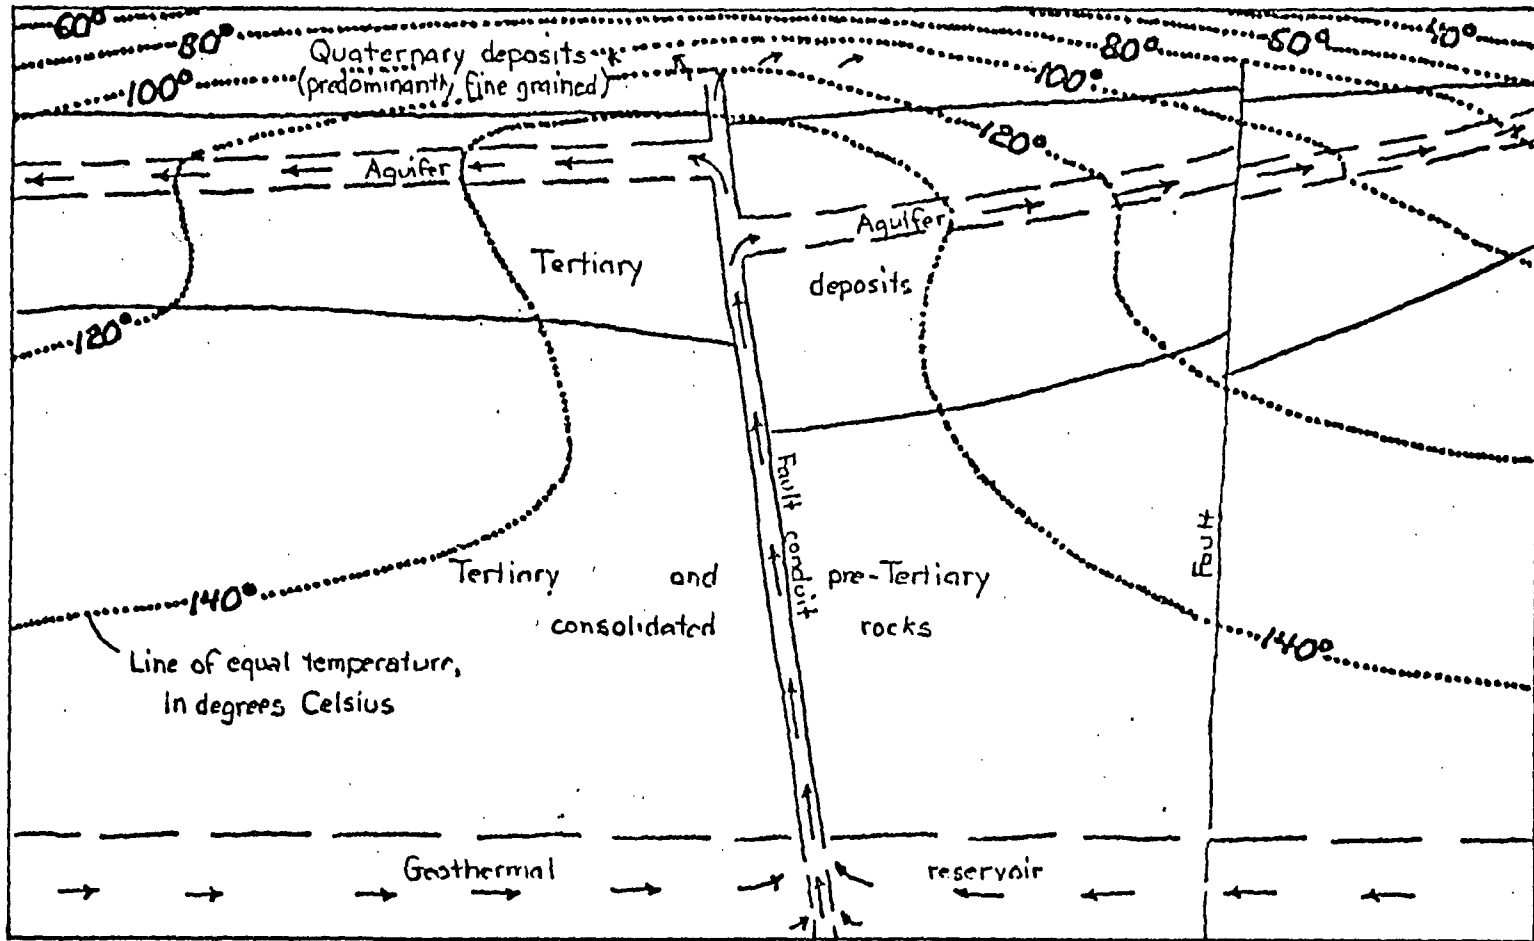 60°
80°
100°
Quaternary deposits
(predominantly fine grained)
80°
60°
40°
100°
120°
Aquifer
Aquifer
Tertiary
deposits
120°
Fault conduit
Fault
140°
Tertiary and pre-Tertiary
consolidated rocks
140°
Line of equal temperature,
In degrees Celsius
Geothermal reservoir